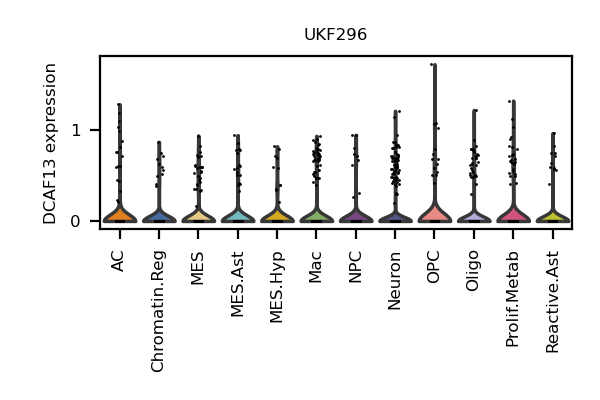 UKF296
DCAF13 expression
1
0
AC
Chromatin.Reg
MES
MES.Ast
MES.Hyp
Mac
NPC
Neuron
OPC
Oligo
Prolif.Metab
Reactive.Ast